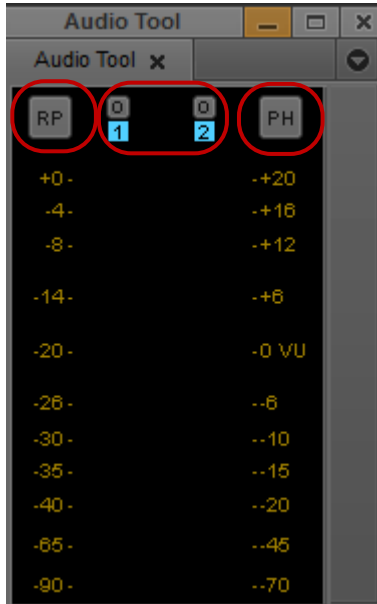 Audio Tool
Audio Tool
RP O O PH
1 2
+0- -+20
-4- -+16
-8- -+12
-14- -+6
-20- -0 VU
-26- --6
-30- --10
-35- --15
-40- --20
-65- --45
-90- --70